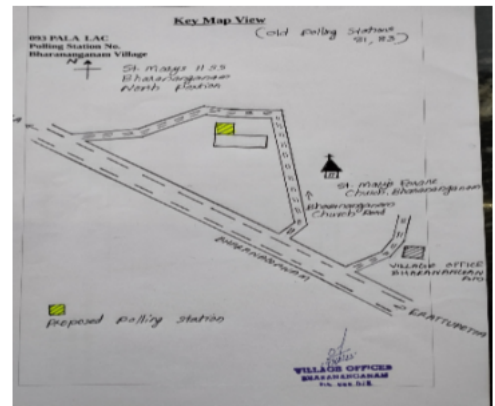 Key Map View
(Old Polling Stations
81, 83)
093 PALA LAC
Polling Station No.
Bharananganam Village
N
St. Marys H SS
Bharananganam
North Portion
St. Marys Forane
Church, Bharananganam
Bharananganam
Church Road
BHARANANGANAM
VILLAGE OFFICE
BHARANANGANAM
ERATTUPETTA
Proposed Polling Station
VILLAGE OFFICER
BHARANANGANAM